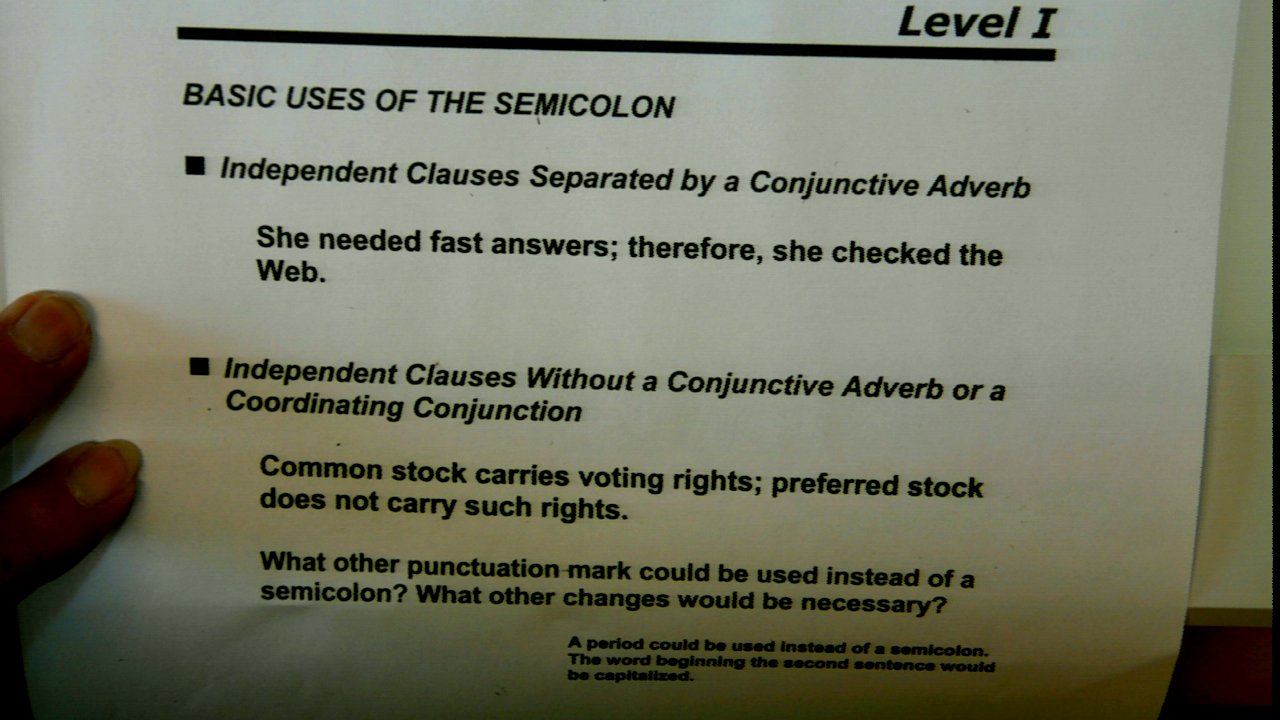 Level I
BASIC USES OF THE SEMICOLON
■ Independent Clauses Separated by a Conjunctive Adverb
She needed fast answers; therefore, she checked the
Web.
■ Independent Clauses Without a Conjunctive Adverb or a
Coordinating Conjunction
Common stock carries voting rights; preferred stock
does not carry such rights.
What other punctuation mark could be used instead of a
semicolon? What other changes would be necessary?
A period could be used instead of a semicolon.
The word beginning the second sentence would
be capitalized.